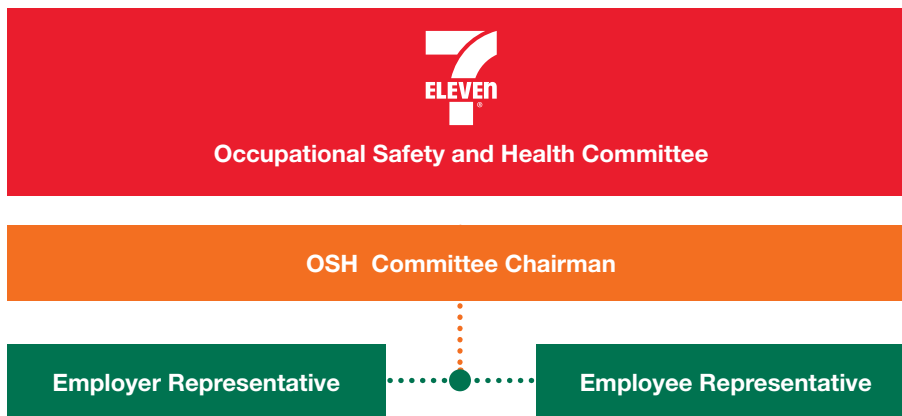 7
ELEVEn
®
Occupational Safety and Health Committee
OSH Committee Chairman
Employer Representative
Employee Representative